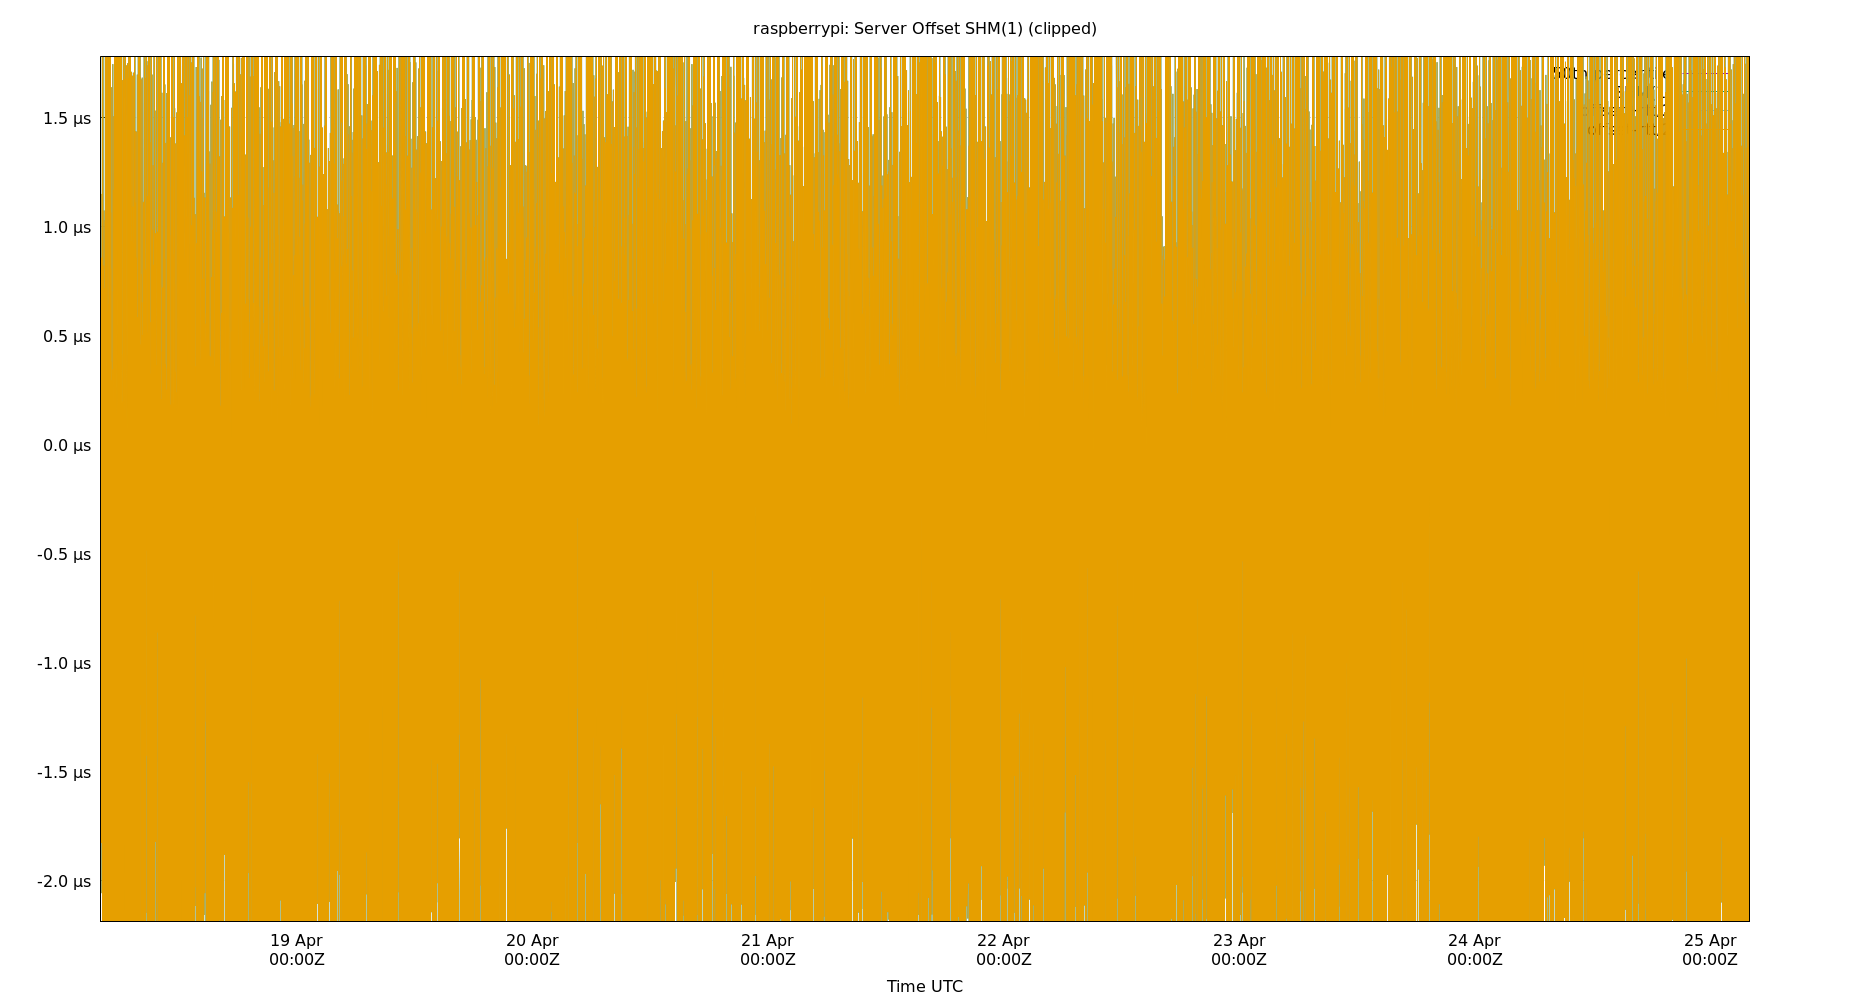 raspberrypi: Server Offset SHM(1) (clipped)
1.5 µs
1.0 µs
0.5 µs
0.0 µs
-0.5 µs
-1.0 µs
-1.5 µs
-2.0 µs
19 Apr 20 Apr 21 Apr 22 Apr 23 Apr 24 Apr 25 Apr
00:00Z 00:00Z 00:00Z 00:00Z 00:00Z 00:00Z 00:00Z
Time UTC